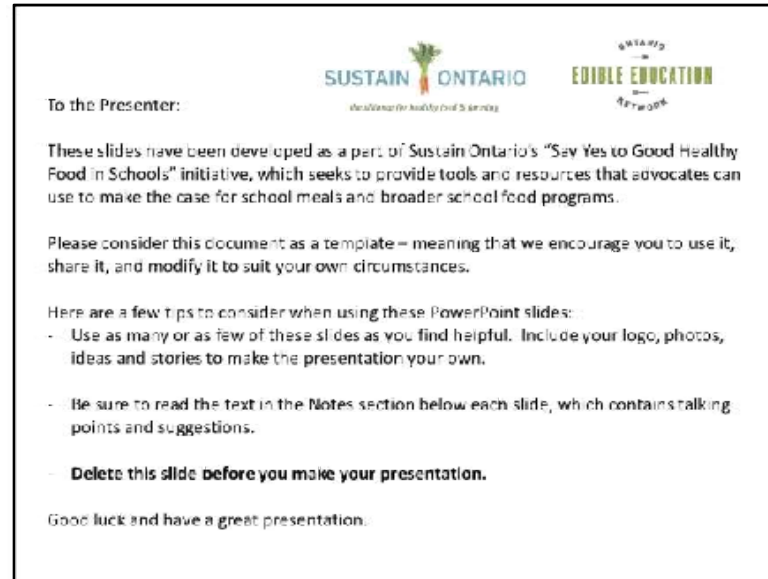 SUSTAIN ONTARIO
the alliance for healthy food & farming
ONTARIO
EDIBLE EDUCATION
NETWORK
To the Presenter:
These slides have been developed as a part of Sustain Ontario's "Say Yes to Good Healthy
Food in Schools" initiative, which seeks to provide tools and resources that advocates can
use to make the case for school meals and broader school food programs.
Please consider this document as a template – meaning that we encourage you to use it,
share it, and modify it to suit your own circumstances.
Here are a few tips to consider when using these PowerPoint slides:
- Use as many or as few of these slides as you find helpful. Include your logo, photos,
ideas and stories to make the presentation your own.
- Be sure to read the text in the Notes section below each slide, which contains talking
points and suggestions.
- Delete this slide before you make your presentation.
Good luck and have a great presentation.